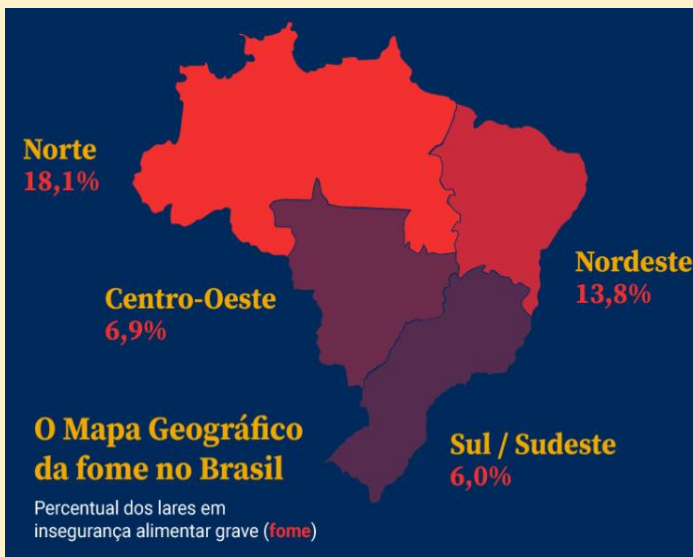 Norte
18,1%
Nordeste
13,8%
Centro-Oeste
6,9%
Sul / Sudeste
6,0%
O Mapa Geográfico
da fome no Brasil
Percentual dos lares em
insegurança alimentar grave (fome)